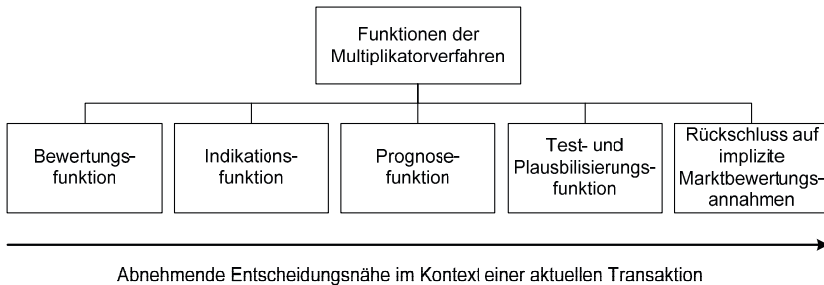 Funktionen der
Multiplikatorverfahren
Bewertungs-
funktion
Indikations-
funktion
Prognose-
funktion
Test- und
Plausbilisierungs-
funktion
Rückschluss auf
implizite
Marktbewertungs-
annahmen
Abnehmende Entscheidungsnähe im Kontext einer aktuellen Transaktion